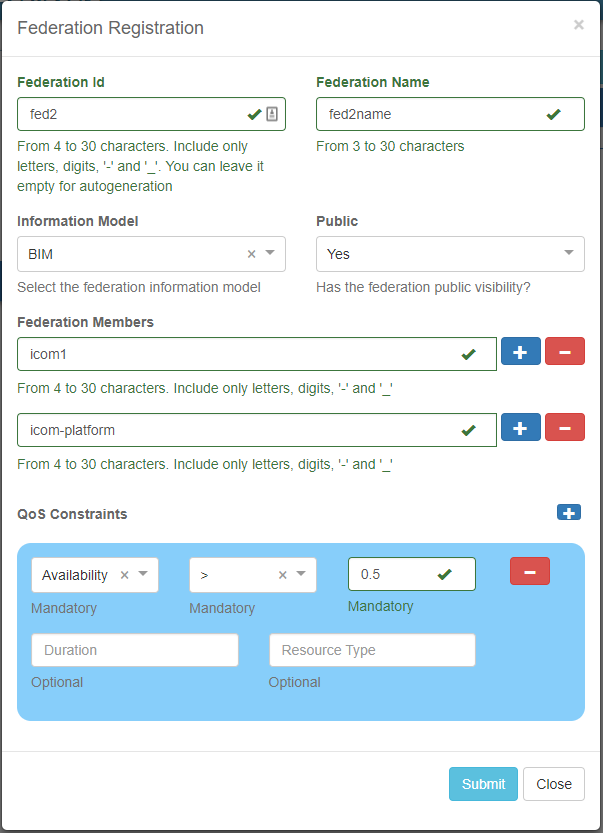 Federation Registration ×
Federation Id Federation Name
fed2 fed2name
From 4 to 30 characters. Include only From 3 to 30 characters
letters, digits, '-' and '_'. You can leave it
empty for autogeneration
Information Model Public
BIM × Yes
Select the federation information model Has the federation public visibility?
Federation Members
icom1
From 4 to 30 characters. Include only letters, digits, '-' and '_'
icom-platform
From 4 to 30 characters. Include only letters, digits, '-' and '_'
QoS Constraints
Availability × > × 0.5
Mandatory Mandatory Mandatory
Duration Resource Type
Optional Optional
Submit Close